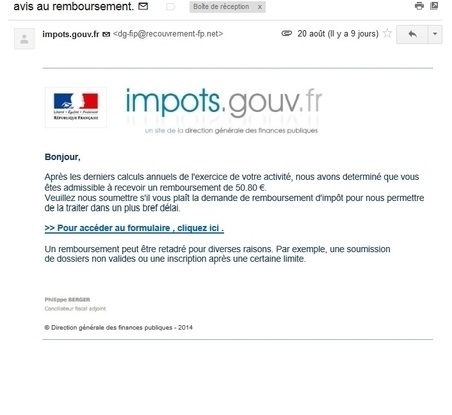 avis au remboursement.
Boîte de réception x
impots.gouv.fr <dg-fip@recouvrement-fp.net>
20 août (Il y a 9 jours)
Liberté • Égalité • Fraternité
RÉPUBLIQUE FRANÇAISE
impots.gouv.fr
un site de la direction générale des finances publiques
Bonjour,
Après les derniers calculs annuels de l'exercice de votre activité, nous avons déterminé que vous
êtes admissible à recevoir un remboursement de 50.80 €.
Veuillez nous soumettre s'il vous plaît la demande de remboursement d'impôt pour nous permettre
de la traiter dans un plus bref délai.
>> Pour accéder au formulaire , cliquez ici .
Un remboursement peut être retadré pour diverses raisons. Par exemple, une soumission
de dossiers non valides ou une inscription après une certaine limite.
Philippe BERGER
Conciliateur fiscal adjoint
© Direction générale des finances publiques - 2014